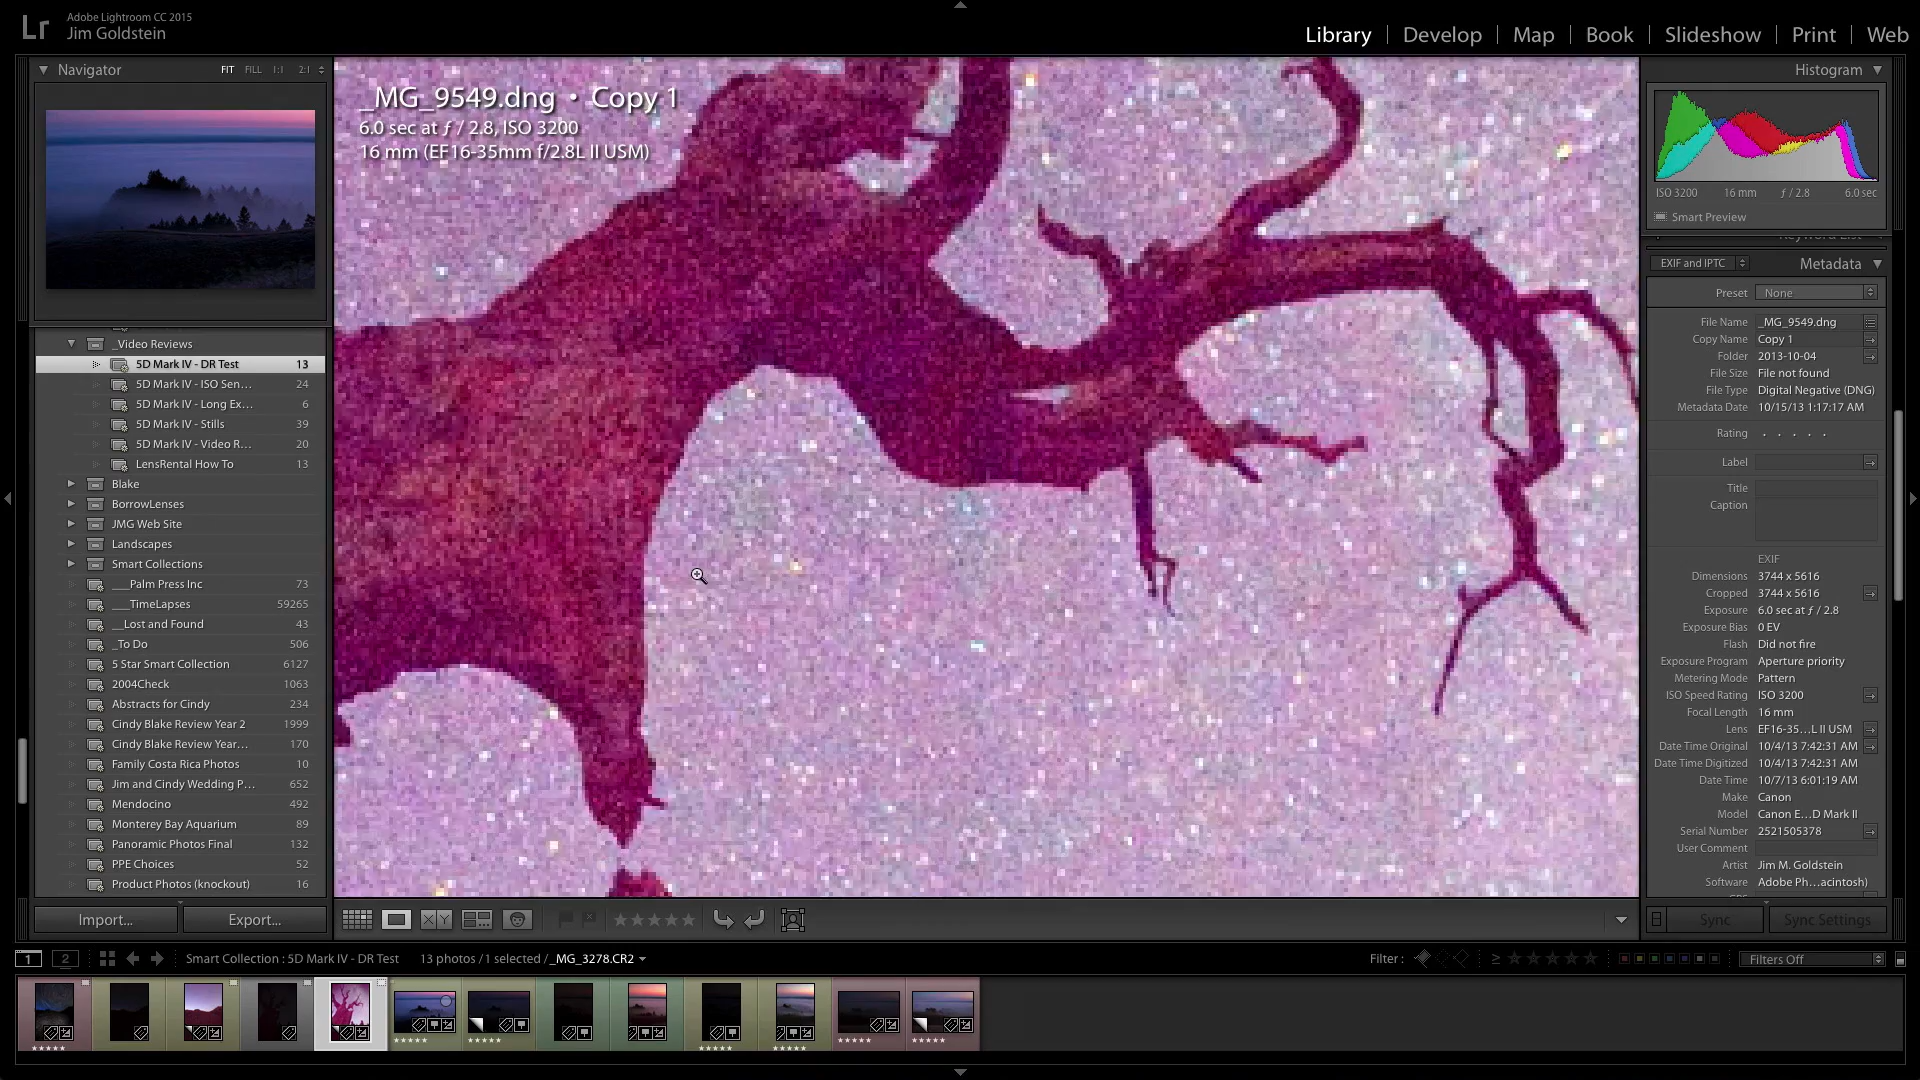 Lr
Adobe Lightroom CC 2015
Jim Goldstein
Library | Develop | Map | Book | Slideshow | Print | Web
Navigator
FIT FILL 1:1 2:1
_Video Reviews
5D Mark IV - DR Test 13
5D Mark IV - ISO Sen... 24
5D Mark IV - Long Ex... 6
5D Mark IV - Stills 39
5D Mark IV - Video R... 20
LensRental How To 13
Blake
BorrowLenses
JMG Web Site
Landscapes
Smart Collections
___Palm Press Inc 73
___TimeLapses 59265
__Lost and Found 43
_To Do 506
5 Star Smart Collection 6127
2004Check 1063
Abstracts for Cindy 234
Cindy Blake Review Year 2 1999
Cindy Blake Review Year... 170
Family Costa Rica Photos 10
Jim and Cindy Wedding P... 652
Mendocino 492
Monterey Bay Aquarium 89
Panoramic Photos Final 132
PPE Choices 52
Product Photos (knockout) 16
Import... Export...
_MG_9549.dng • Copy 1
6.0 sec at ƒ / 2.8, ISO 3200
16 mm (EF16-35mm f/2.8L II USM)
Histogram
ISO 3200 16 mm ƒ / 2.8 6.0 sec
Smart Preview
Keyword List
EXIF and IPTC Metadata
Preset None
File Name _MG_9549.dng
Copy Name Copy 1
Folder 2013-10-04
File Size File not found
File Type Digital Negative (DNG)
Metadata Date 10/15/13 1:17:17 AM
Rating . . . . .
Label
Title
Caption
EXIF
Dimensions 3744 x 5616
Cropped 3744 x 5616
Exposure 6.0 sec at ƒ / 2.8
Exposure Bias 0 EV
Flash Did not fire
Exposure Program Aperture priority
Metering Mode Pattern
ISO Speed Rating ISO 3200
Focal Length 16 mm
Lens EF16-35...L II USM
Date Time Original 10/4/13 7:42:31 AM
Date Time Digitized 10/4/13 7:42:31 AM
Date Time 10/7/13 6:01:19 AM
Make Canon
Model Canon E...D Mark II
Serial Number 2521505378
User Comment
Artist Jim M. Goldstein
Software Adobe Ph...acintosh)
Sync Sync Settings
X Y
1 2 Smart Collection : 5D Mark IV - DR Test 13 photos / 1 selected / _MG_3278.CR2
Filter : ≥ Filters Off